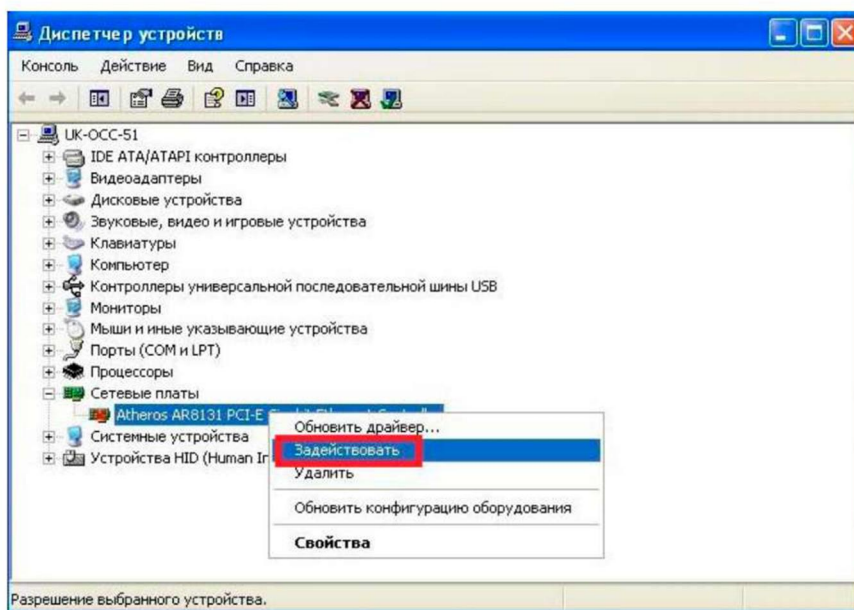 Диспетчер устройств
Консоль Действие Вид Справка
UK-OCC-51
IDE ATA/ATAPI контроллеры
Видеоадаптеры
Дисковые устройства
Звуковые, видео и игровые устройства
Клавиатуры
Компьютер
Контроллеры универсальной последовательной шины USB
Мониторы
Мыши и иные указывающие устройства
Порты (COM и LPT)
Процессоры
Сетевые платы
Atheros AR8131 PCI-E
Обновить драйвер...
Системные устройства
Задействовать
Устройства HID (Human
Удалить
Обновить конфигурацию оборудования
Свойства
Разрешение выбранного устройства.